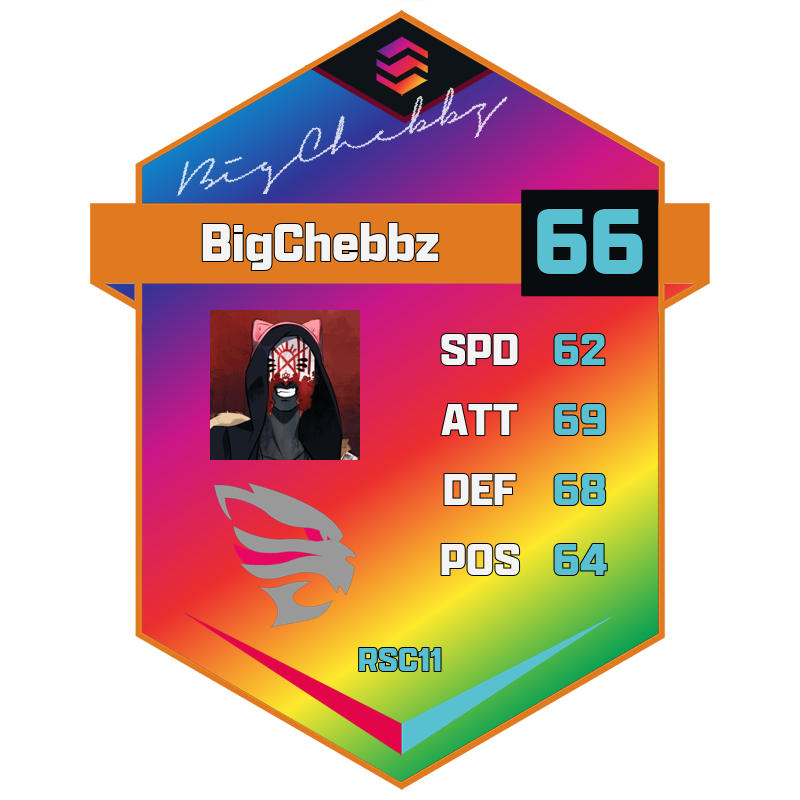 BigChebbz
BigChebbz 66
SPD 62
ATT 69
DEF 68
POS 64
RSC11